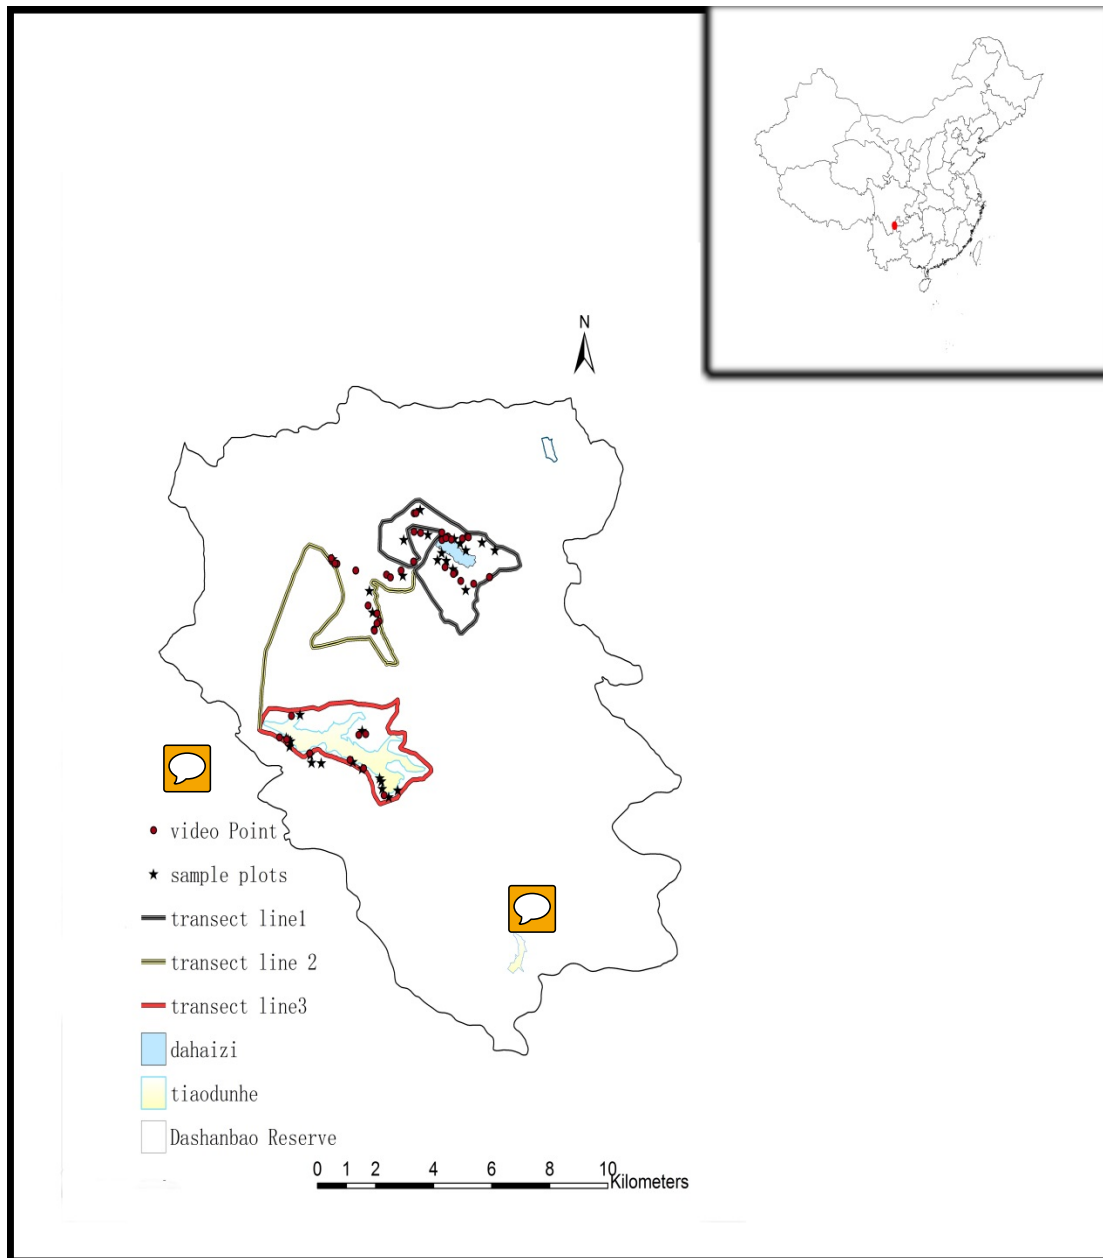 N
video Point
sample plots
transect line1
transect line 2
transect line3
dahaizi
tiaodunhe
Dashanbao Reserve
0 1 2 4 6 8 10
Kilometers